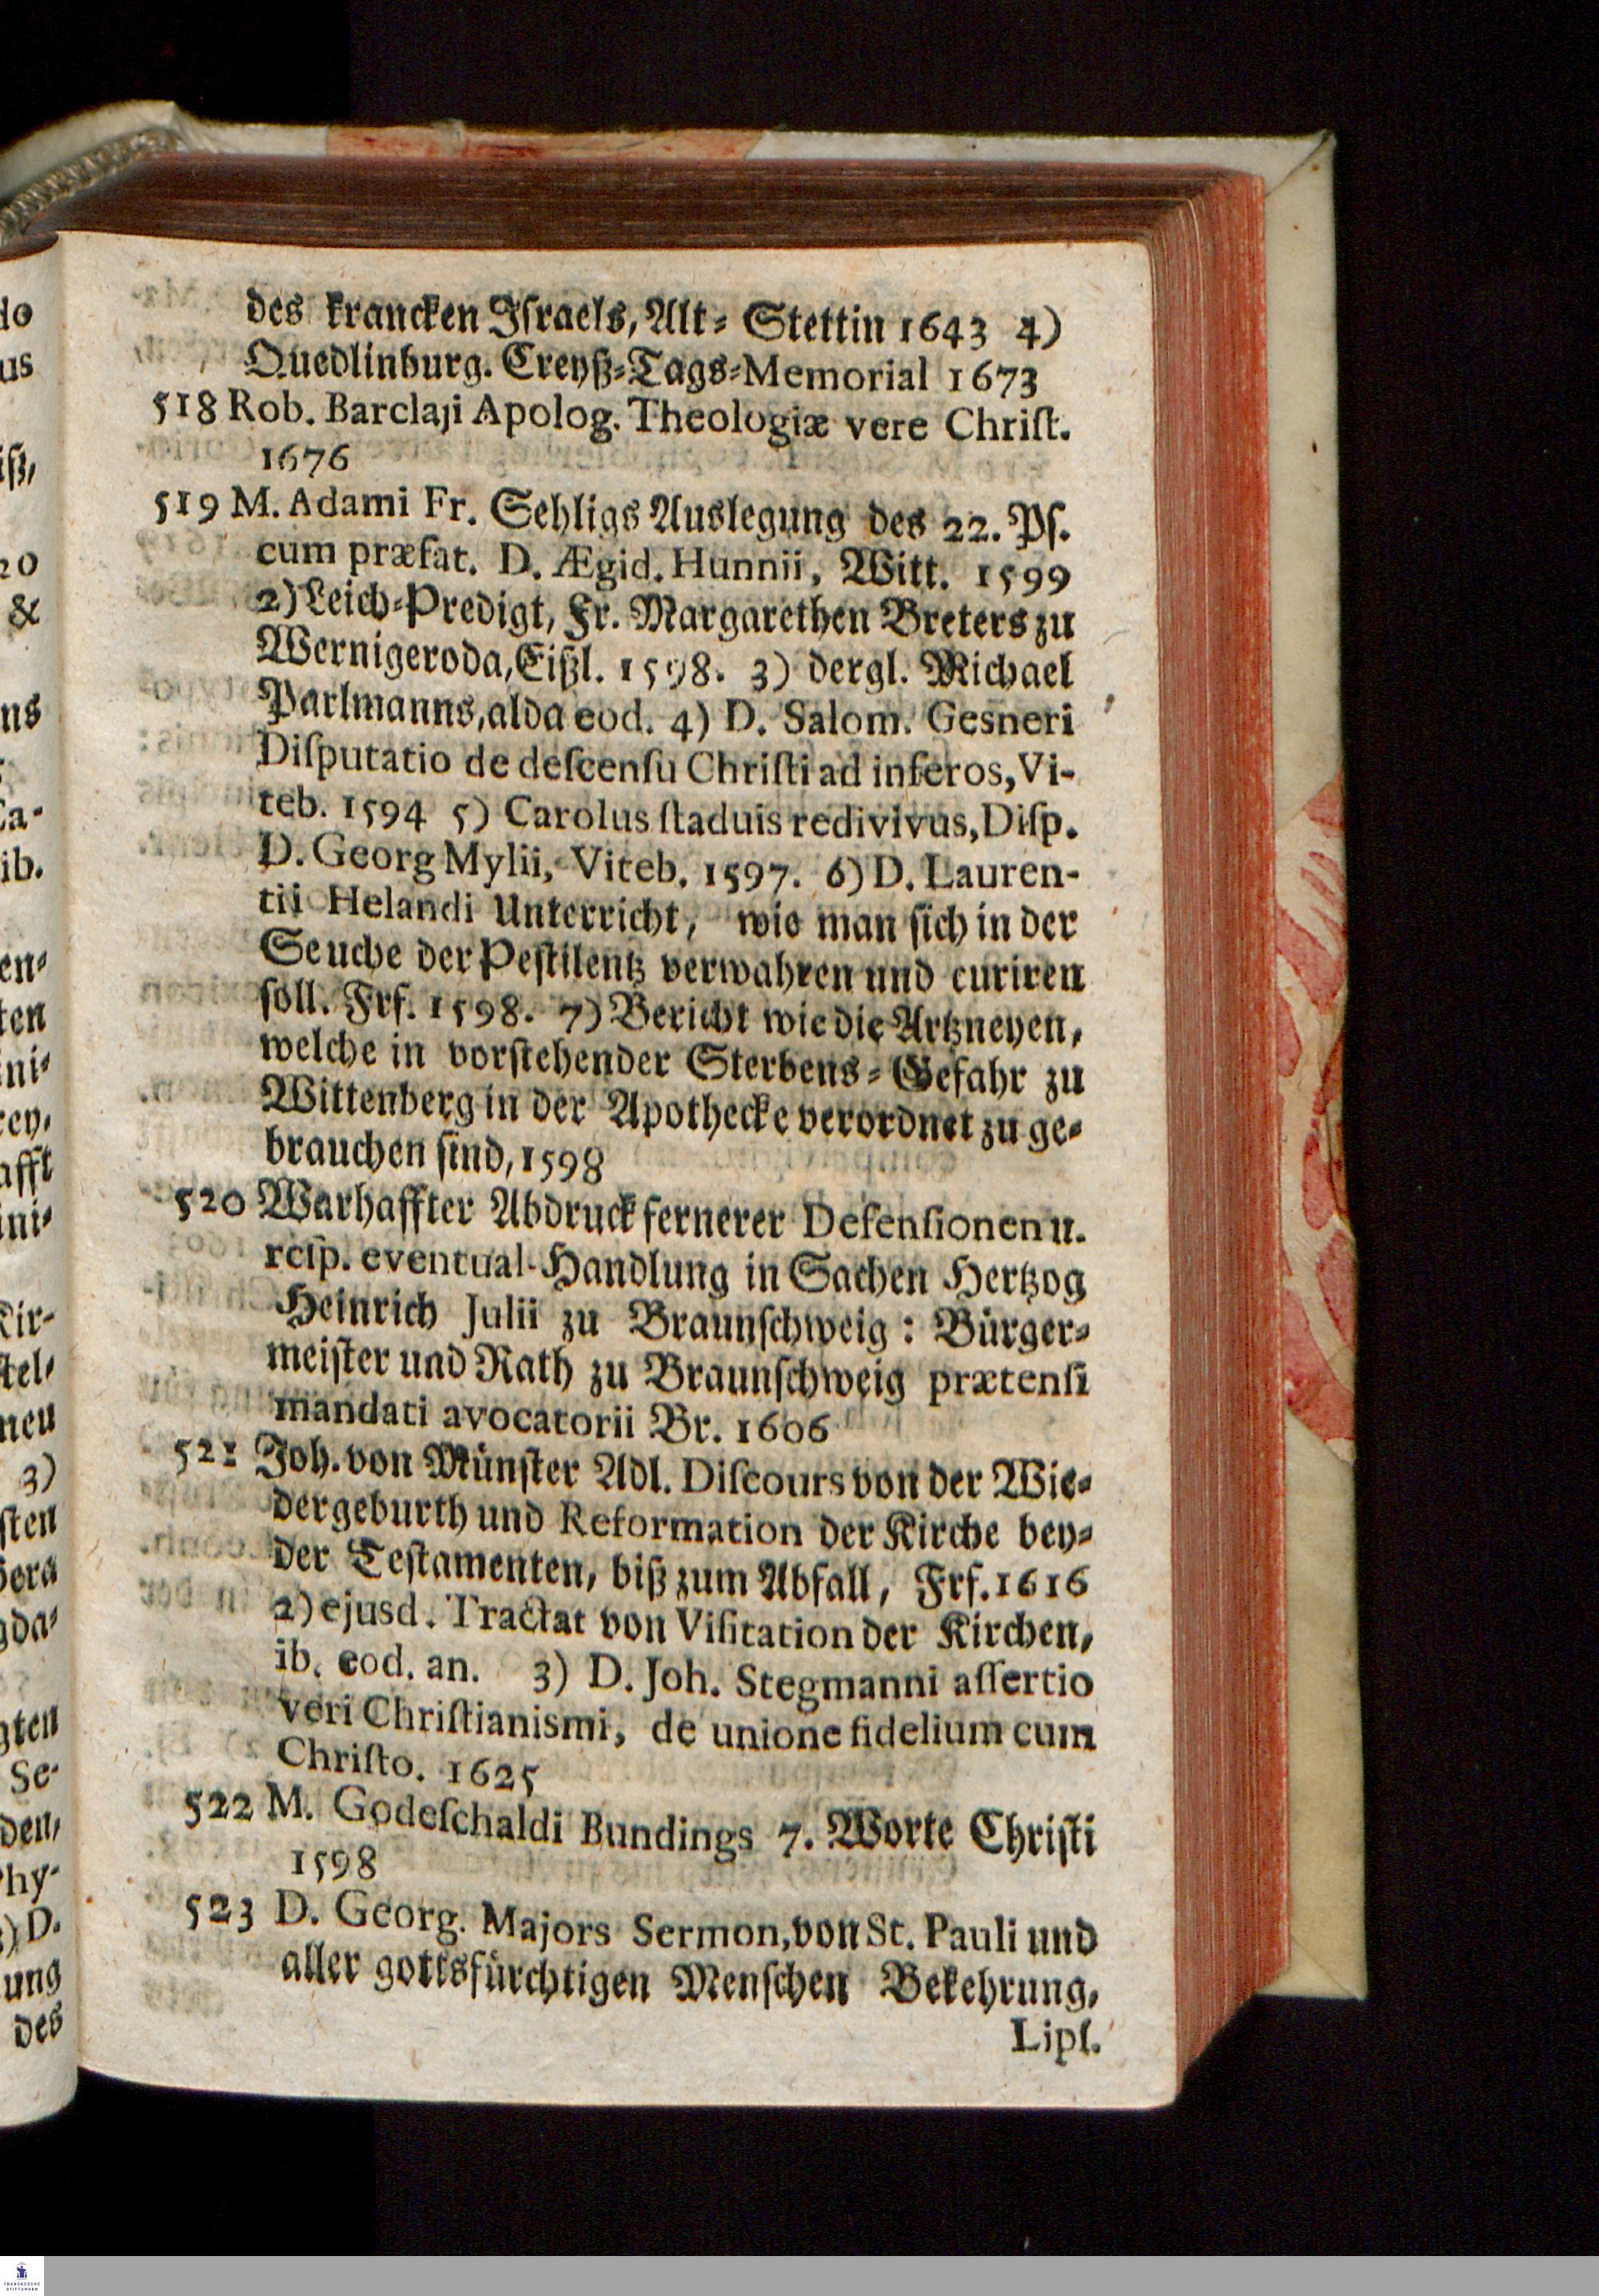 des krancken Iſraels, Alt-Stettin 1643 4)
Quedlinburg. Creyß-Tags-Memorial 1673
518 Rob. Barclaji Apolog. Theologiæ vere Chriſt.
1676
519 M. Adami Fr. Sehligs Auslegung des 22. Pſ.
cum præfat. D. Ægid. Hunnii, Witt. 1599
2) Leich-Predigt, Fr. Margarethen Breters zu
Wernigeroda, Eißl. 1598. 3) dergl. Michael
Parlmanns, alda eod. 4) D. Salom. Gesneri
Diſputatio de deſcenſu Chriſti ad inferos, Vi-
teb. 1594 5) Carolus ſtaduis redivivus, Diſp.
D. Georg Mylii, Viteb. 1597. 6) D. Lauren-
tii Helandi Unterricht, wie man ſich in der
Seuche der Peſtilentz verwahren und curiren
ſoll. Frf. 1598. 7) Bericht wie die Artzneyen,
welche in vorſtehender Sterbens-Gefahr zu
Wittenberg in der Apothecke verordnet zu ge-
brauchen ſind, 1598
520 Warhaffter Abdruck fernerer Defenſionen u.
reſp. eventual-Handlung in Sachen Hertzog
Heinrich Julii zu Braunſchweig: Bürger-
meiſter und Rath zu Braunſchweig prætenſi
mandati avocatorii Br. 1606
521 Joh. von Münſter Adl. Diſcours von der Wie-
dergeburth und Reformation der Kirche bey-
der Teſtamenten, biß zum Abfall, Frf. 1616
2) ejusd. Tractat von Viſitation der Kirchen,
ib. eod. an. 3) D. Joh. Stegmanni aſſertio
veri Chriſtianismi, de unione fidelium cum
Chriſto. 1625
522 M. Godeſchaldi Bundings 7. Worte Chriſti
1598
523 D. Georg. Majors Sermon, von St. Pauli und
aller gottsfürchtigen Menſchen Bekehrung,
Lipſ.
FRANCKESCHE
STIFTUNGEN